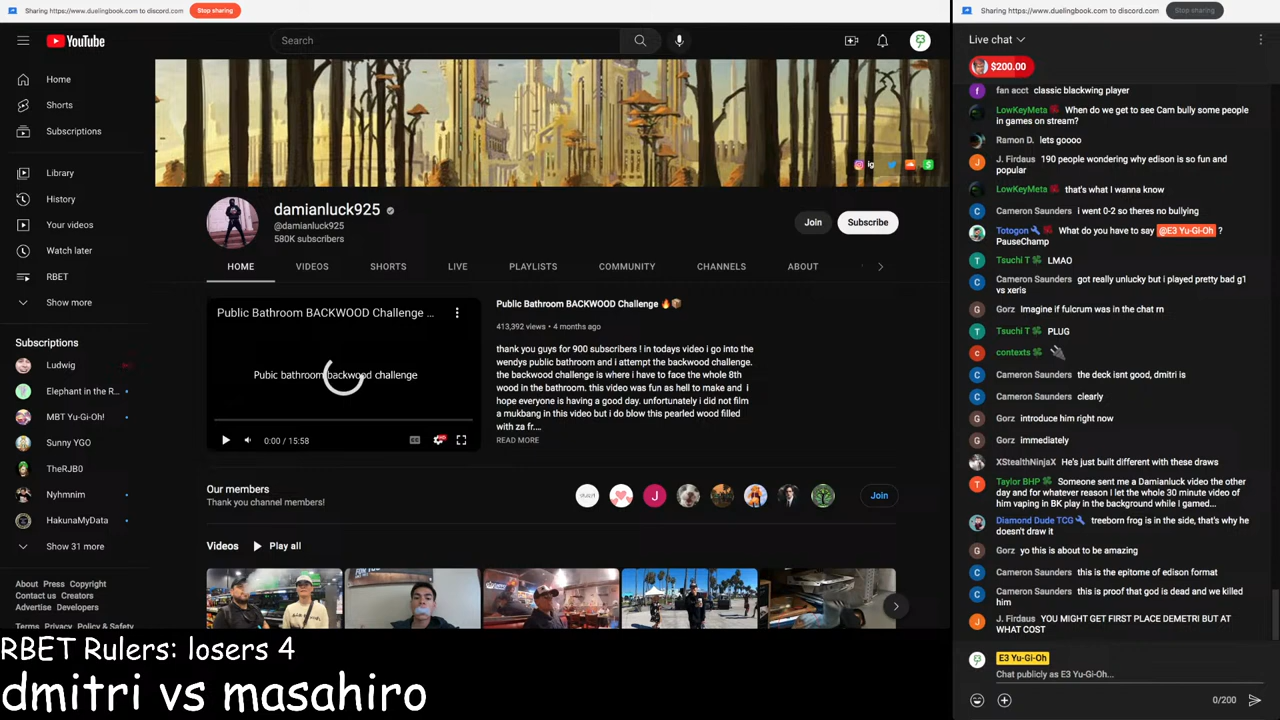 Sharing https://www.duelingbook.com to discord.com
Stop sharing
YouTube
Search
Home
Shorts
Subscriptions
Library
History
Your videos
Watch later
RBET
Show more
Subscriptions
Ludwig
Elephant in the R...
MBT Yu-Gi-Oh!
Sunny YGO
TheRJB0
Nyhmnim
HakunaMyData
Show 31 more
About Press Copyright
Contact us Creators
Advertise Developers
Terms Privacy Policy & Safety
ig
damianluck925
@damianluck925
580K subscribers
Join
Subscribe
HOME
VIDEOS
SHORTS
LIVE
PLAYLISTS
COMMUNITY
CHANNELS
ABOUT
Public Bathroom BACKWOOD Challenge ...
Pubic bathroom backwood challenge
0:00 / 15:58
Public Bathroom BACKWOOD Challenge 🔥📦
413,392 views • 4 months ago
thank you guys for 900 subscribers ! in todays video i go into the
wendys public bathroom and i attempt the backwood challenge.
the backwood challenge is where i have to face the whole 8th
wood in the bathroom. this video was fun as hell to make and i
hope everyone is having a good day. unfortunately i did not film
a mukbang in this video but i do blow this pearled wood filled
with za fr....
READ MORE
Our members
Thank you channel members!
Join
Videos
Play all
RBET Rulers: losers 4
dmitri vs masahiro
Sharing https://www.duelingbook.com to discord.com
Stop sharing
Live chat
$200.00
fan acct classic blackwing player
LowKeyMeta When do we get to see Cam bully some people
in games on stream?
Ramon D. lets goooo
J. Firdaus 190 people wondering why edison is so fun and
popular
LowKeyMeta that's what I wanna know
Cameron Saunders i went 0-2 so theres no bullying
Totogon What do you have to say @E3 Yu-Gi-Oh ?
PauseChamp
Tsuchi T LMAO
Cameron Saunders got really unlucky but i played pretty bad g1
vs xeris
Gorz Imagine if fulcrum was in the chat rn
Tsuchi T PLUG
contexts 🔌
Cameron Saunders the deck isnt good, dmitri is
Cameron Saunders clearly
Gorz introduce him right now
Gorz immediately
XStealthNinjaX He's just built different with these draws
Taylor BHP Someone sent me a Damianluck video the other
day and for whatever reason I let the whole 30 minute video of
him vaping in BK play in the background while I gamed...
Diamond Dude TCG treeborn frog is in the side, that's why he
doesn't draw it
Gorz yo this is about to be amazing
Cameron Saunders this is the epitome of edison format
Cameron Saunders this is proof that god is dead and we killed
him
J. Firdaus YOU MIGHT GET FIRST PLACE DEMETRI BUT AT
WHAT COST
E3 Yu-Gi-Oh
Chat publicly as E3 Yu-Gi-Oh...
0/200